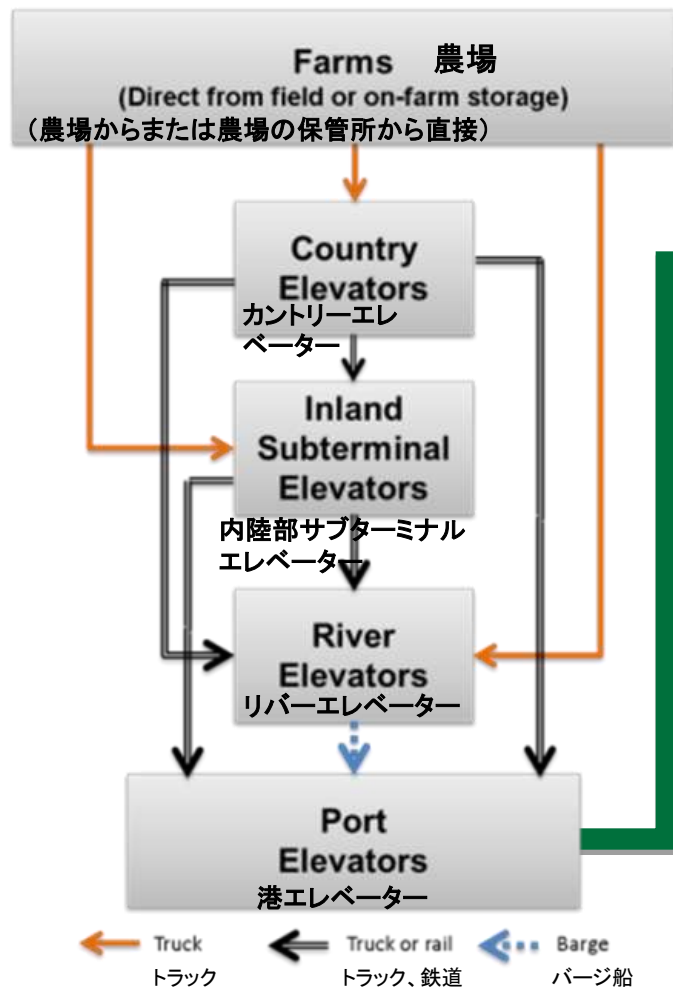 Farms 農場
(Direct from field or on-farm storage)
(農場からまたは農場の保管所から直接)
Country
Elevators
カントリーエレ
ベーター
Inland
Subterminal
Elevators
内陸部サブターミナル
エレベーター
River
Elevators
リバーエレベーター
Port
Elevators
港エレベーター
Truck Truck or rail Barge
トラック トラック、鉄道 バージ船